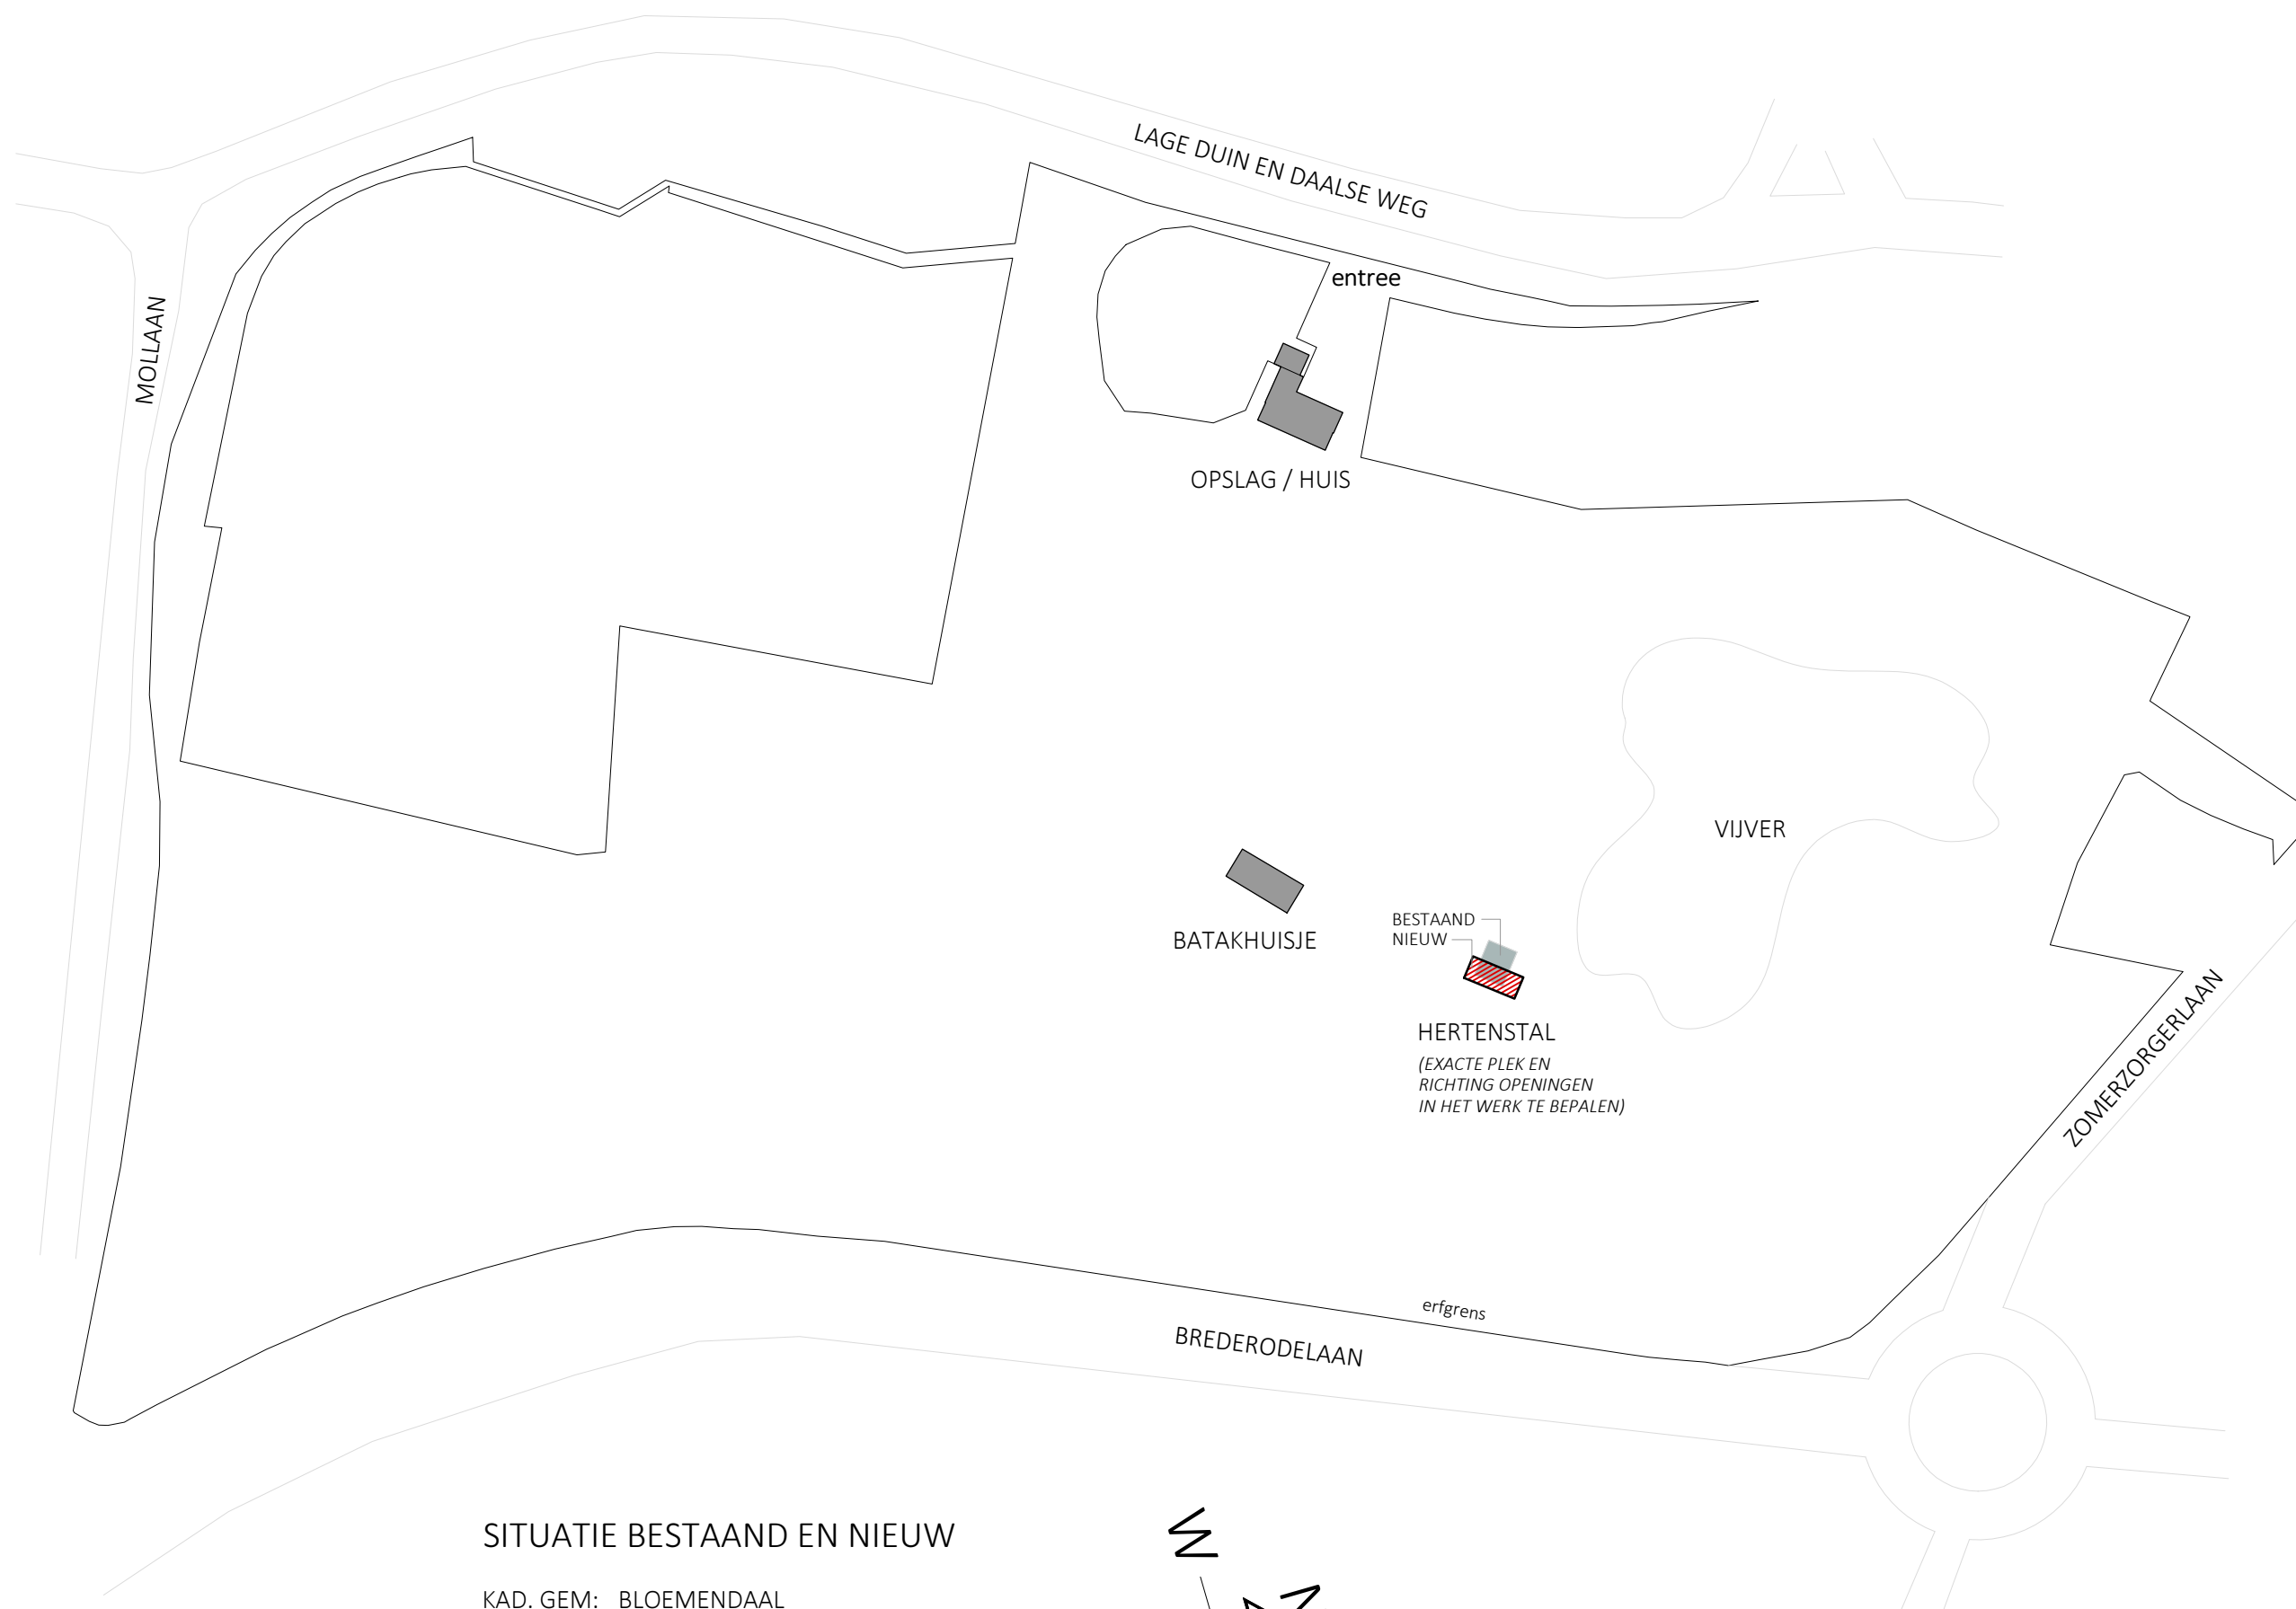 LAGE DUIN EN DAALSE WEG
entree
MOLLAAN
OPSLAG / HUIS
VIJVER
BESTAAND
NIEUW
BATAKHUISJE
HERTENSTAL
(EXACTE PLEK EN
RICHTING OPENINGEN
IN HET WERK TE BEPALEN)
ZOMERZORGERLAAN
erfgrens
BREDERODELAAN
SITUATIE BESTAAND EN NIEUW
KAD. GEM: BLOEMENDAAL
W